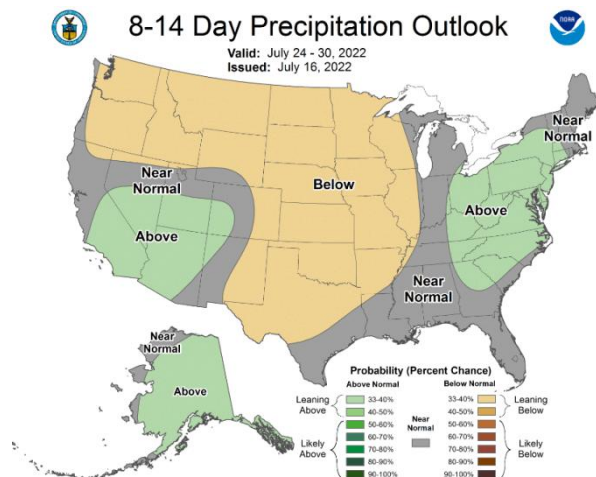 8-14 Day Precipitation Outlook
Valid: July 24 - 30, 2022
Issued: July 16, 2022
NOAA
Near
Normal
Near
Normal
Below
Above
Above
Near
Normal
Near
Normal
Above
Probability (Percent Chance)
Above Normal
Below Normal
Leaning
Above
33-40%
40-50%
50-60%
Likely
Above
60-70%
70-80%
80-90%
90-100%
Near
Normal
33-40%
40-50%
Leaning
Below
50-60%
60-70%
70-80%
80-90%
90-100%
Likely
Below